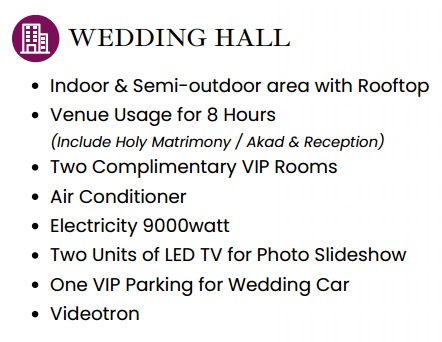 WEDDING HALL
• Indoor & Semi-outdoor area with Rooftop
• Venue Usage for 8 Hours
(Include Holy Matrimony / Akad & Reception)
• Two Complimentary VIP Rooms
• Air Conditioner
• Electricity 9000watt
• Two Units of LED TV for Photo Slideshow
• One VIP Parking for Wedding Car
• Videotron